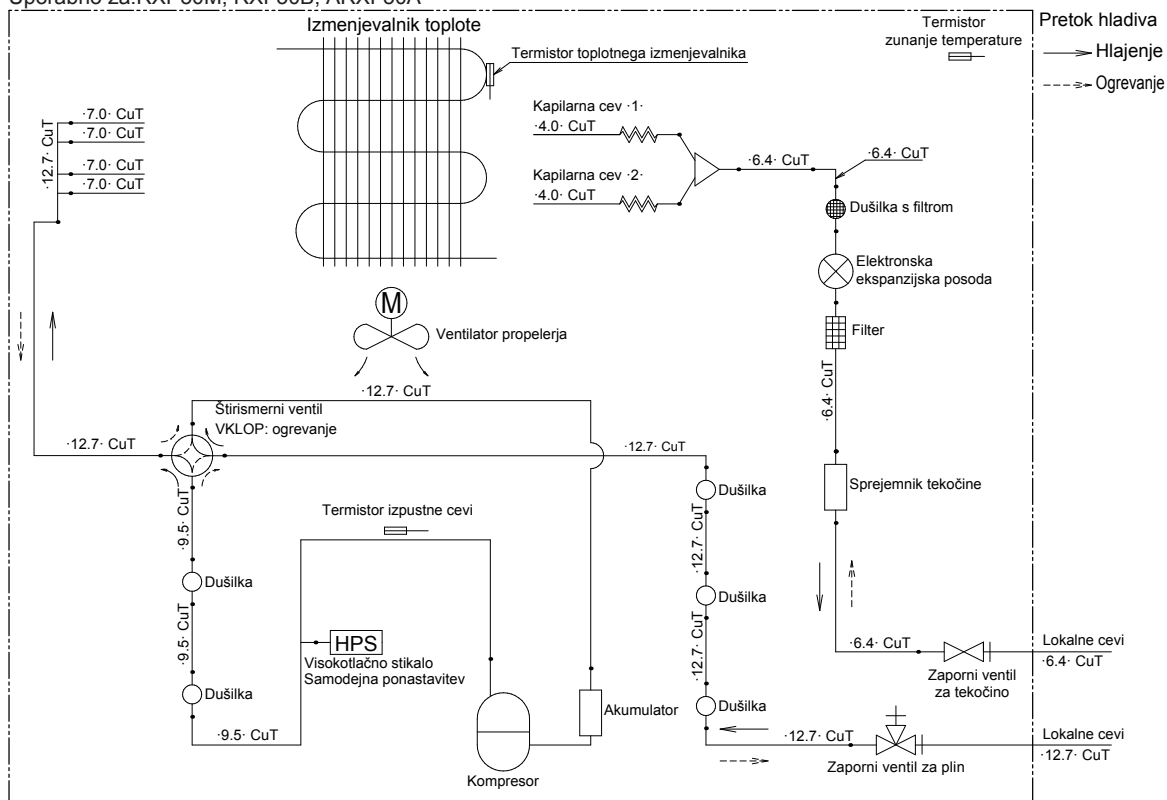 Uporabno za:RXP50M, RXF50B, ARXF50A
Izmenjevalnik toplote
Termistor
zunanje temperature
Pretok hladiva
Hlajenje
Ogrevanje
Termistor toplotnega izmenjevalnika
·7.0· CuT
·7.0· CuT
·7.0· CuT
·7.0· CuT
·12.7· CuT
Kapilarna cev ·1·
·4.0· CuT
Kapilarna cev ·2·
·4.0· CuT
·6.4· CuT
·6.4· CuT
Dušilka s filtrom
Elektronska
ekspanzijska posoda
Filter
·6.4· CuT
M
Ventilator propelerja
·12.7· CuT
Štirismerni ventil
VKLOP: ogrevanje
·12.7· CuT
·12.7· CuT
Sprejemnik tekočine
·9.5· CuT
Termistor izpustne cevi
Dušilka
·12.7· CuT
Dušilka
Dušilka
·9.5· CuT
HPS
Visokotlačno stikalo
Samodejna ponastavitev
·12.7· CuT
·6.4· CuT
Zaporni ventil
za tekočino
Lokalne cevi
·6.4· CuT
Dušilka
Akumulator
Dušilka
·9.5· CuT
Kompresor
·12.7· CuT
Zaporni ventil za plin
Lokalne cevi
·12.7· CuT